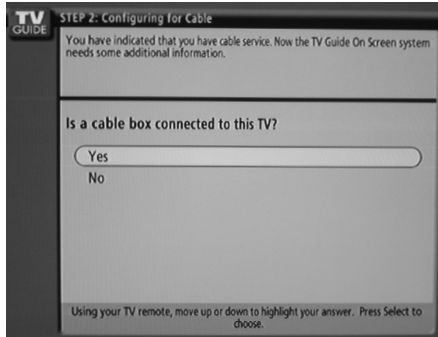 TV
GUIDE
STEP 2: Configuring for Cable
You have indicated that you have cable service. Now the TV Guide On Screen system
needs some additional information.
Is a cable box connected to this TV?
Yes
No
Using your TV remote, move up or down to highlight your answer. Press Select to
choose.